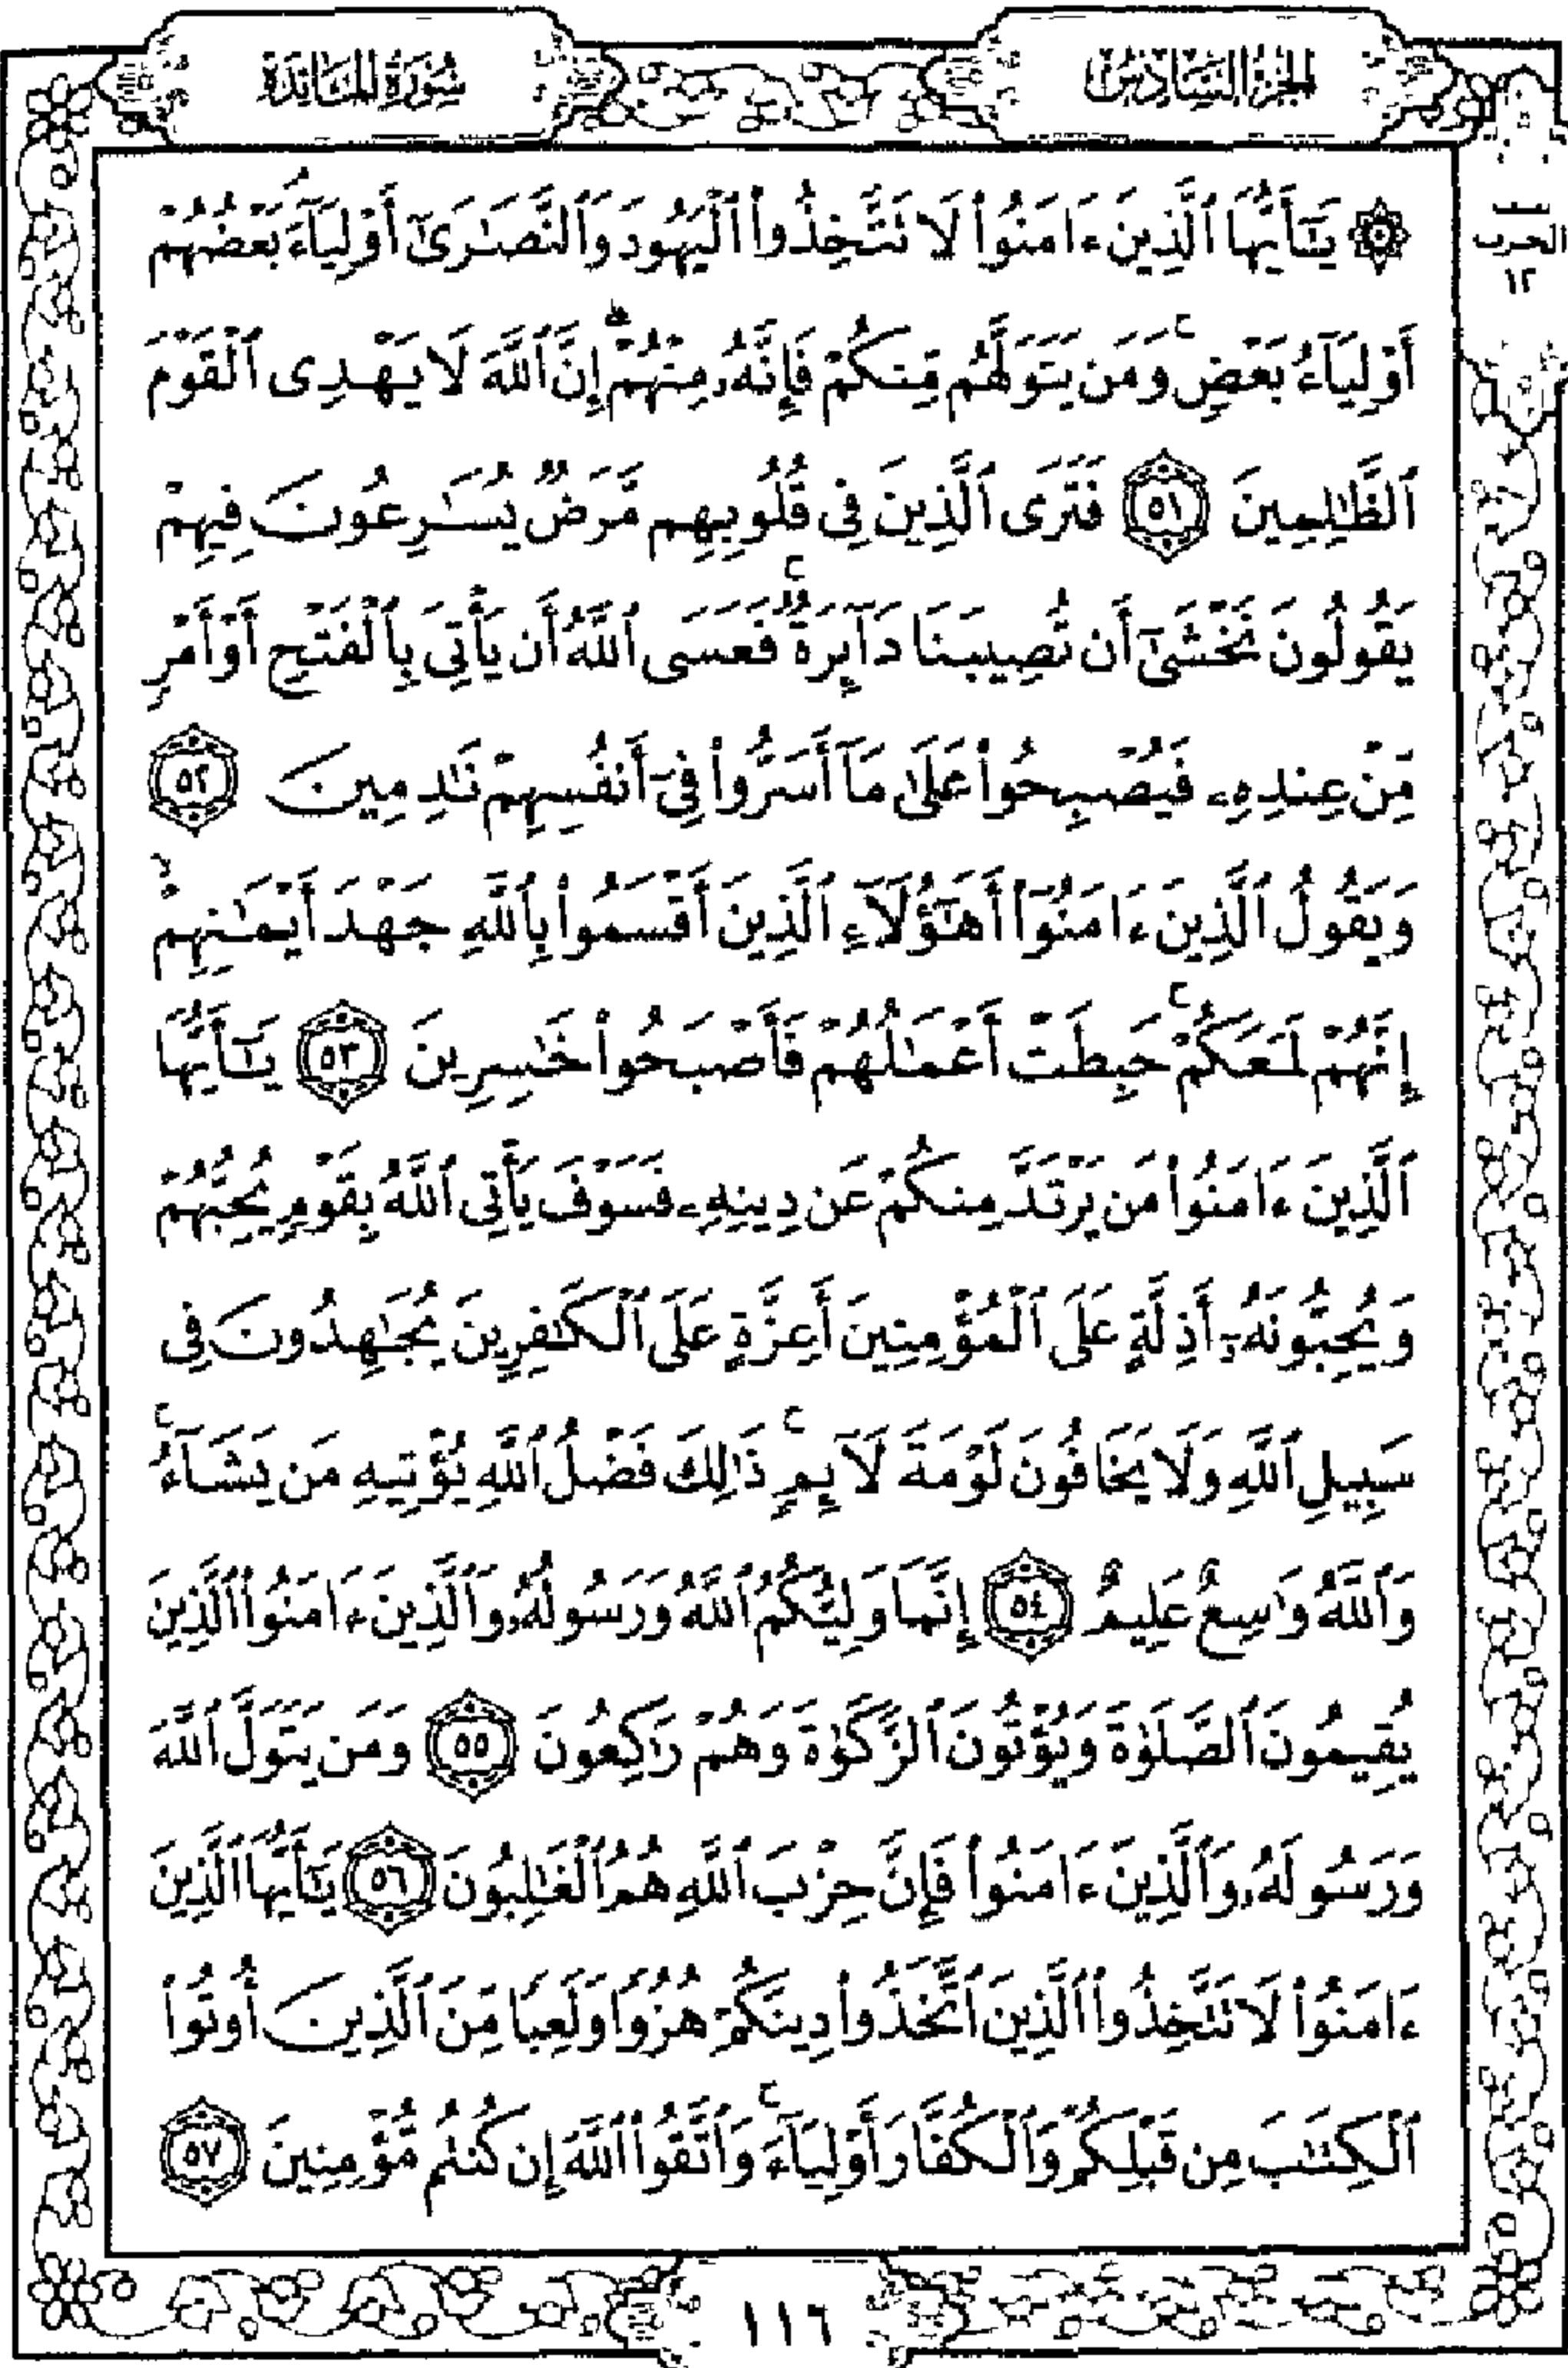 سُورَةُ المَائِدَة
الجُزْءُ السَّادِسُ
الحزب
١٢
۞ يَـٰٓأَيُّهَا ٱلَّذِينَ ءَامَنُوا۟ لَا تَتَّخِذُوا۟ ٱلْيَهُودَ وَٱلنَّصَـٰرَىٰٓ أَوْلِيَآءَ ۘ بَعْضُهُمْ
أَوْلِيَآءُ بَعْضٍ ۚ وَمَن يَتَوَلَّهُم مِّنكُمْ فَإِنَّهُۥ مِنْهُمْ ۗ إِنَّ ٱللَّهَ لَا يَهْدِى ٱلْقَوْمَ
ٱلظَّـٰلِمِينَ ٥١ فَتَرَى ٱلَّذِينَ فِى قُلُوبِهِم مَّرَضٌ يُسَـٰرِعُونَ فِيهِمْ
يَقُولُونَ نَخْشَىٰٓ أَن تُصِيبَنَا دَآئِرَةٌ ۚ فَعَسَى ٱللَّهُ أَن يَأْتِىَ بِٱلْفَتْحِ أَوْ أَمْرٍ
مِّنْ عِندِهِۦ فَيُصْبِحُوا۟ عَلَىٰ مَآ أَسَرُّوا۟ فِىٓ أَنفُسِهِمْ نَـٰدِمِينَ ٥٢
وَيَقُولُ ٱلَّذِينَ ءَامَنُوٓا۟ أَهَـٰٓؤُلَآءِ ٱلَّذِينَ أَقْسَمُوا۟ بِٱللَّهِ جَهْدَ أَيْمَـٰنِهِمْ ۙ
إِنَّهُمْ لَمَعَكُمْ ۚ حَبِطَتْ أَعْمَـٰلُهُمْ فَأَصْبَحُوا۟ خَـٰسِرِينَ ٥٣ يَـٰٓأَيُّهَا
ٱلَّذِينَ ءَامَنُوا۟ مَن يَرْتَدَّ مِنكُمْ عَن دِينِهِۦ فَسَوْفَ يَأْتِى ٱللَّهُ بِقَوْمٍ يُحِبُّهُمْ
وَيُحِبُّونَهُۥٓ أَذِلَّةٍ عَلَى ٱلْمُؤْمِنِينَ أَعِزَّةٍ عَلَى ٱلْكَـٰفِرِينَ يُجَـٰهِدُونَ فِى
سَبِيلِ ٱللَّهِ وَلَا يَخَافُونَ لَوْمَةَ لَآئِمٍ ۚ ذَٰلِكَ فَضْلُ ٱللَّهِ يُؤْتِيهِ مَن يَشَآءُ ۚ
وَٱللَّهُ وَٰسِعٌ عَلِيمٌ ٥٤ إِنَّمَا وَلِيُّكُمُ ٱللَّهُ وَرَسُولُهُۥ وَٱلَّذِينَ ءَامَنُوا۟ ٱلَّذِينَ
يُقِيمُونَ ٱلصَّلَوٰةَ وَيُؤْتُونَ ٱلزَّكَوٰةَ وَهُمْ رَٰكِعُونَ ٥٥ وَمَن يَتَوَلَّ ٱللَّهَ
وَرَسُولَهُۥ وَٱلَّذِينَ ءَامَنُوا۟ فَإِنَّ حِزْبَ ٱللَّهِ هُمُ ٱلْغَـٰلِبُونَ ٥٦ يَـٰٓأَيُّهَا ٱلَّذِينَ
ءَامَنُوا۟ لَا تَتَّخِذُوا۟ ٱلَّذِينَ ٱتَّخَذُوا۟ دِينَكُمْ هُزُوًا وَلَعِبًا مِّنَ ٱلَّذِينَ أُوتُوا۟
ٱلْكِتَـٰبَ مِن قَبْلِكُمْ وَٱلْكُفَّارَ أَوْلِيَآءَ ۚ وَٱتَّقُوا۟ ٱللَّهَ إِن كُنتُم مُّؤْمِنِينَ ٥٧
١١٦